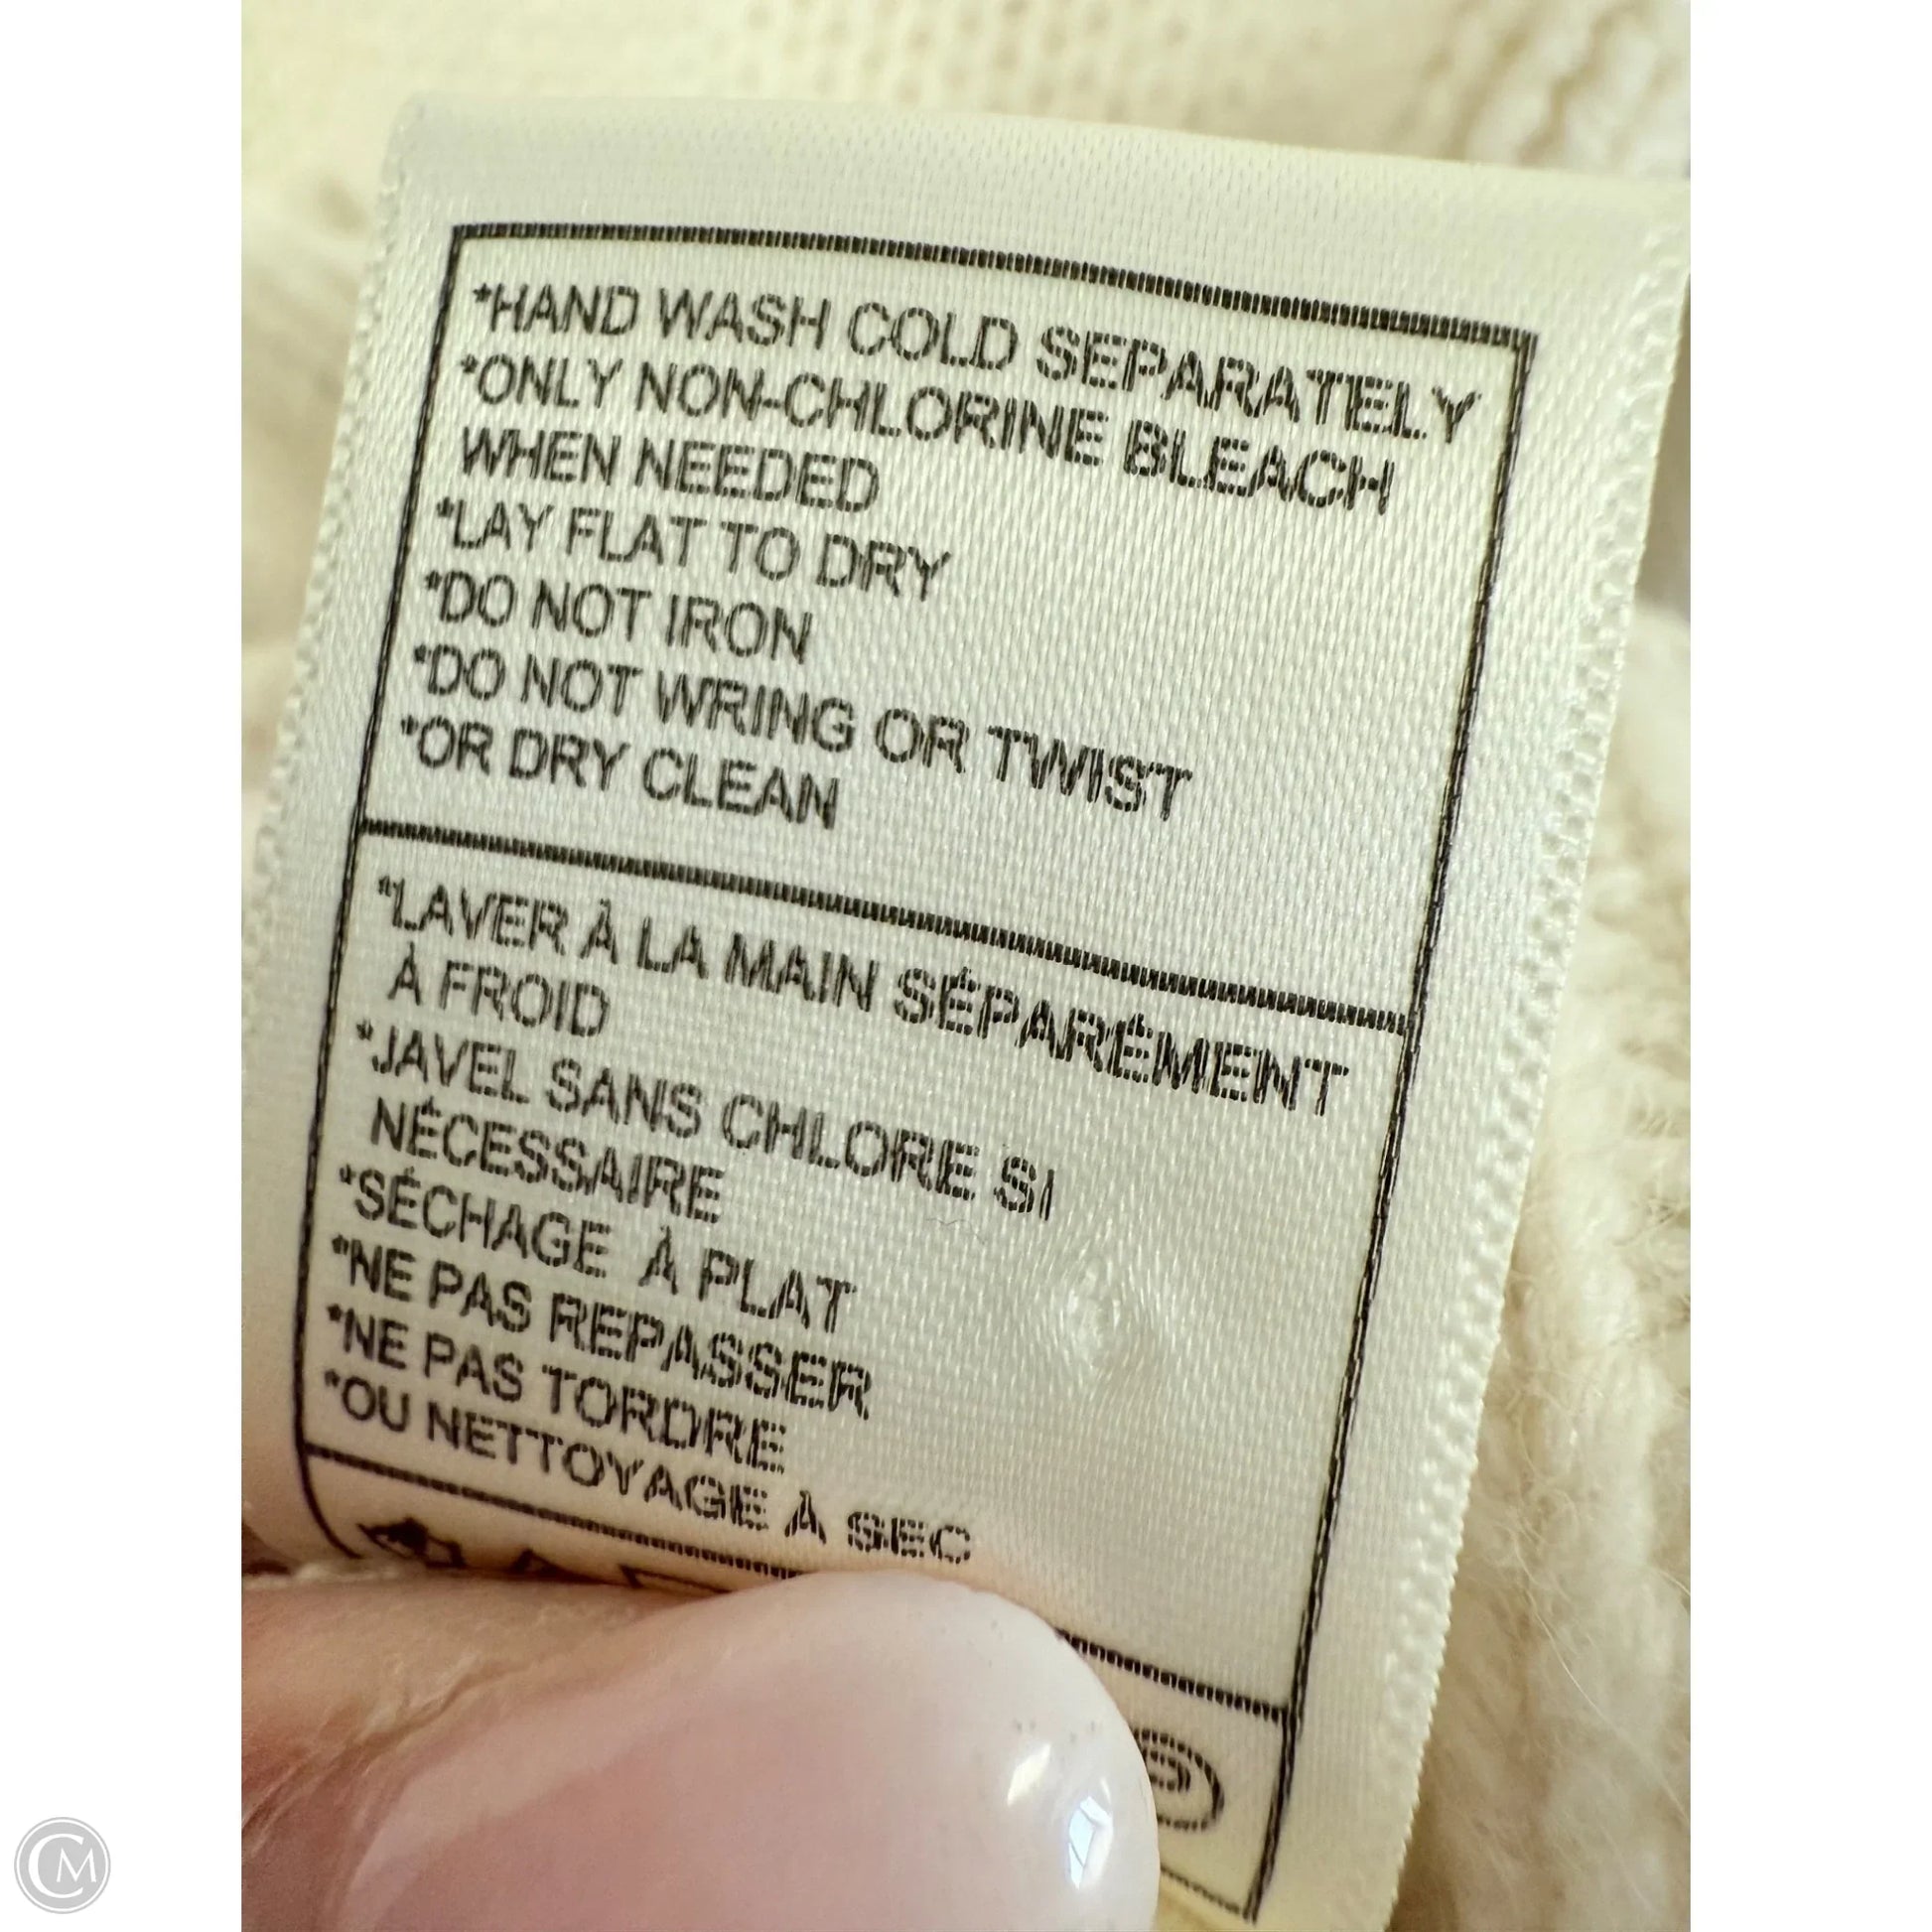 *HAND WASH COLD SEPARATELY
*ONLY NON-CHLORINE BLEACH
WHEN NEEDED
*LAY FLAT TO DRY
*DO NOT IRON
*DO NOT WRING OR TWIST
*OR DRY CLEAN
*LAVER À LA MAIN SÉPARÉMENT
À FROID
*JAVEL SANS CHLORE SI
NÉCESSAIRE
*SÉCHAGE À PLAT
*NE PAS REPASSER
*NE PAS TORDRE
*OU NETTOYAGE À SEC
P
CM